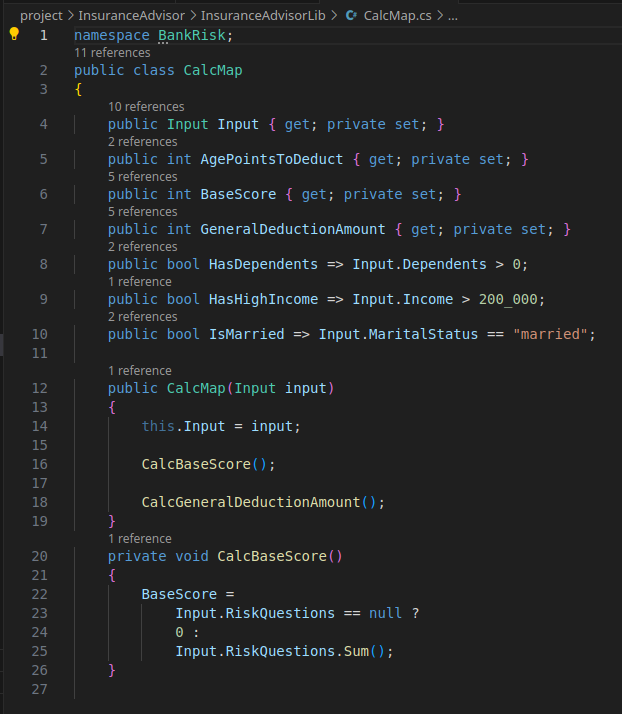 project > InsuranceAdvisor > InsuranceAdvisorLib > CalcMap.cs > ...
1 namespace BankRisk;
11 references
2 public class CalcMap
3 {
10 references
4 public Input Input { get; private set; }
2 references
5 public int AgePointsToDeduct { get; private set; }
5 references
6 public int BaseScore { get; private set; }
5 references
7 public int GeneralDeductionAmount { get; private set; }
2 references
8 public bool HasDependents => Input.Dependents > 0;
1 reference
9 public bool HasHighIncome => Input.Income > 200_000;
2 references
10 public bool IsMarried => Input.MaritalStatus == "married";
11
1 reference
12 public CalcMap(Input input)
13 {
14 this.Input = input;
15
16 CalcBaseScore();
17
18 CalcGeneralDeductionAmount();
19 }
1 reference
20 private void CalcBaseScore()
21 {
22 BaseScore =
23 Input.RiskQuestions == null ?
24 0 :
25 Input.RiskQuestions.Sum();
26 }
27